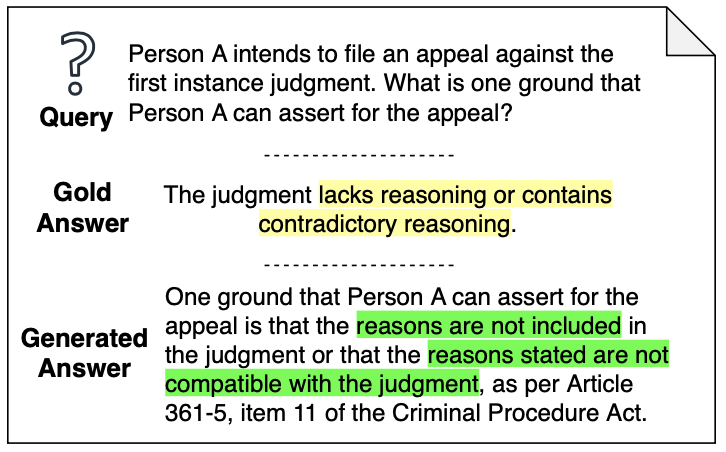 ?
Query
Person A intends to file an appeal against the
first instance judgment. What is one ground that
Person A can assert for the appeal?
--------------------
Gold
Answer
The judgment lacks reasoning or contains
contradictory reasoning.
--------------------
Generated
Answer
One ground that Person A can assert for the
appeal is that the reasons are not included in
the judgment or that the reasons stated are not
compatible with the judgment, as per Article
361-5, item 11 of the Criminal Procedure Act.